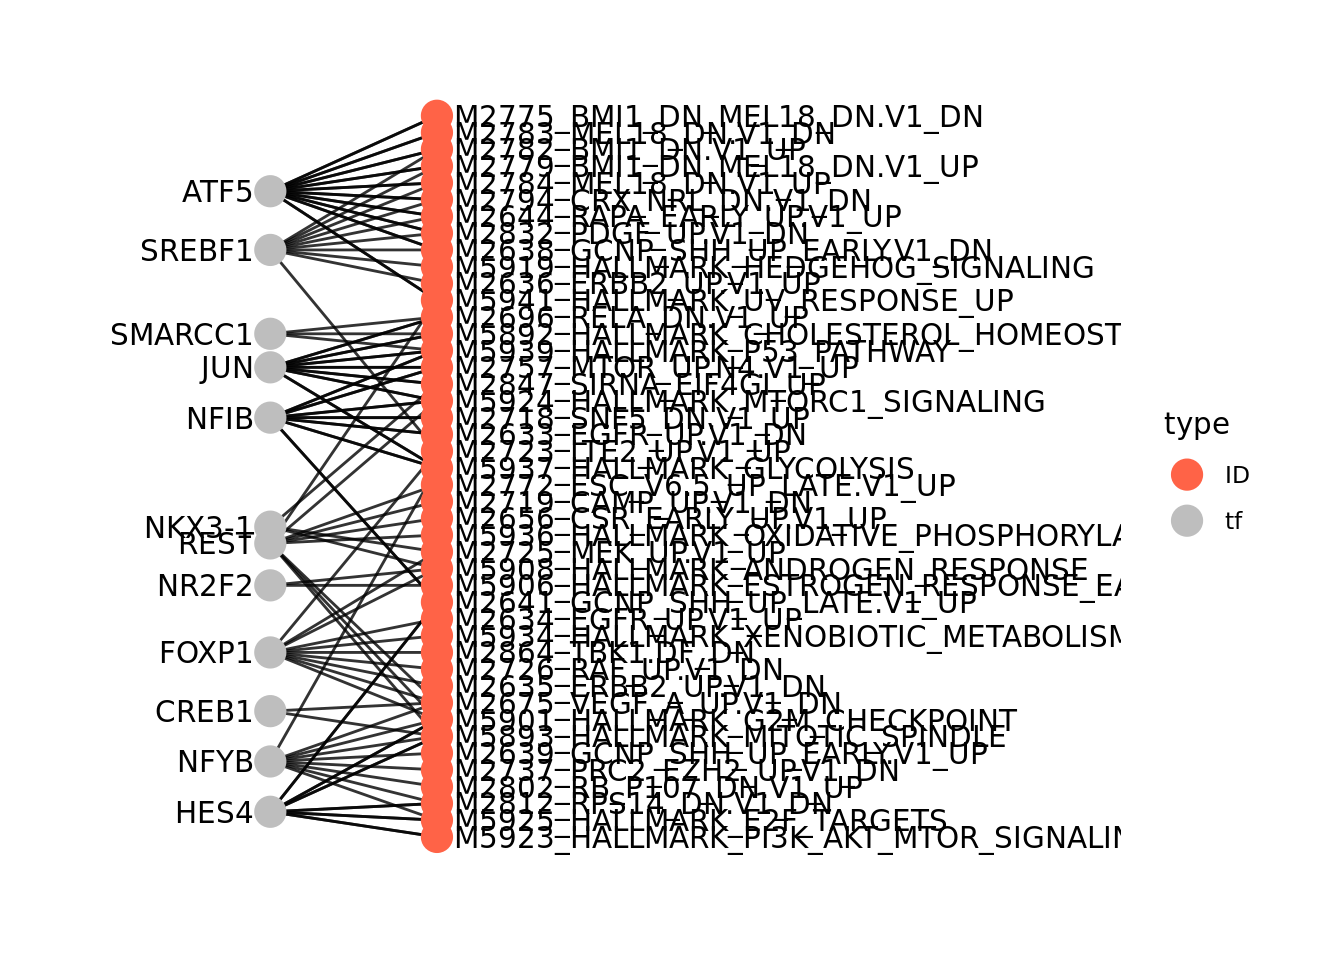 ATF5
SREBF1
SMARCC1
JUN
NFIB
NKX3-1
REST
NR2F2
FOXP1
CREB1
NFYB
HES4
M2775_BMI1_DN_MEL18_DN.V1_DN
M2783_MEL18_DN.V1_DN
M2782_BMI1_DN.V1_UP
M2779_BMI1_DN_MEL18_DN.V1_UP
M2784_MEL18_DN.V1_UP
M2794_CRX_NRL_DN.V1_DN
M2644_RAPA_EARLY_UP.V1_UP
M2832_PDGF_UP.V1_DN
M2638_GCNP_SHH_UP_EARLY.V1_DN
M5919_HALLMARK_HEDGEHOG_SIGNALING
M2636_ERBB2_UP.V1_UP
M5941_HALLMARK_UV_RESPONSE_UP
M2696_RELA_DN.V1_UP
M5892_HALLMARK_CHOLESTEROL_HOMEOST
M5939_HALLMARK_P53_PATHWAY
M2757_MTOR_UP.N4.V1_UP
M2847_SIRNA_EIF4GI_UP
M5924_HALLMARK_MTORC1_SIGNALING
M2718_SNF5_DN.V1_UP
M2633_EGFR_UP.V1_DN
M2723_LTE2_UP.V1_UP
M5937_HALLMARK_GLYCOLYSIS
M2772_ESC_V6.5_UP_LATE.V1_UP
M2719_CAMP_UP.V1_DN
M2656_CSR_EARLY_UP.V1_UP
M5936_HALLMARK_OXIDATIVE_PHOSPHORYLA
M2725_MEK_UP.V1_UP
M5908_HALLMARK_ANDROGEN_RESPONSE
M5906_HALLMARK_ESTROGEN_RESPONSE_EA
M2641_GCNP_SHH_UP_LATE.V1_UP
M2634_EGFR_UP.V1_UP
M5934_HALLMARK_XENOBIOTIC_METABOLISM
M2864_TBK1.DF_DN
M2726_RAF_UP.V1_DN
M2635_ERBB2_UP.V1_DN
M2675_VEGF_A_UP.V1_DN
M5901_HALLMARK_G2M_CHECKPOINT
M5893_HALLMARK_MITOTIC_SPINDLE
M2639_GCNP_SHH_UP_EARLY.V1_UP
M2737_PRC2_EZH2_UP.V1_DN
M2802_RB_P107_DN.V1_UP
M2812_RPS14_DN.V1_DN
M5925_HALLMARK_E2F_TARGETS
M5923_HALLMARK_PI3K_AKT_MTOR_SIGNALIN
type
ID
tf